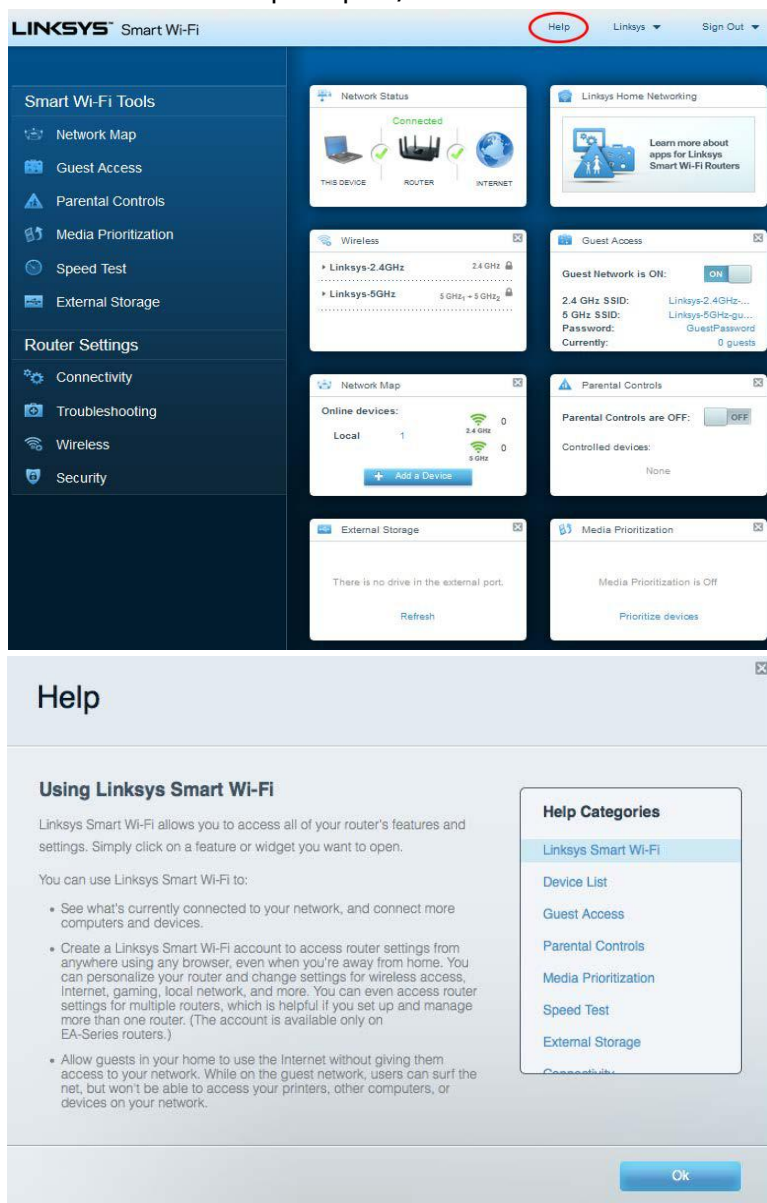 LINKSYS™ Smart Wi-Fi
Help
Linksys
Sign Out
Smart Wi-Fi Tools
Network Map
Guest Access
Parental Controls
Media Prioritization
Speed Test
External Storage
Router Settings
Connectivity
Troubleshooting
Wireless
Security
Network Status
Connected
THIS DEVICE
ROUTER
INTERNET
Linksys Home Networking
Learn more about
apps for Linksys
Smart Wi-Fi Routers
Wireless
Linksys-2.4GHz
2.4 GHz
Linksys-5GHz
5 GHz1 + 5 GHz2
Guest Access
Guest Network is ON:
ON
2.4 GHz SSID:
Linksys-2.4GHz-...
5 GHz SSID:
Linksys-5GHz-gu...
Password:
GuestPassword
Currently:
0 guests
Network Map
Online devices:
Local
1
0
2.4 GHz
0
5 GHz
+ Add a Device
Parental Controls
Parental Controls are OFF:
OFF
Controlled devices:
None
External Storage
There is no drive in the external port.
Refresh
Media Prioritization
Media Prioritization is Off
Prioritize devices
Help
Using Linksys Smart Wi-Fi
Linksys Smart Wi-Fi allows you to access all of your router's features and
settings. Simply click on a feature or widget you want to open.
You can use Linksys Smart Wi-Fi to:
• See what's currently connected to your network, and connect more
computers and devices.
• Create a Linksys Smart Wi-Fi account to access router settings from
anywhere using any browser, even when you're away from home. You
can personalize your router and change settings for wireless access,
Internet, gaming, local network, and more. You can even access router
settings for multiple routers, which is helpful if you set up and manage
more than one router. (The account is available only on
EA-Series routers.)
• Allow guests in your home to use the Internet without giving them
access to your network. While on the guest network, users can surf the
net, but won't be able to access your printers, other computers, or
devices on your network.
Help Categories
Linksys Smart Wi-Fi
Device List
Guest Access
Parental Controls
Media Prioritization
Speed Test
External Storage
Connectivity
Ok